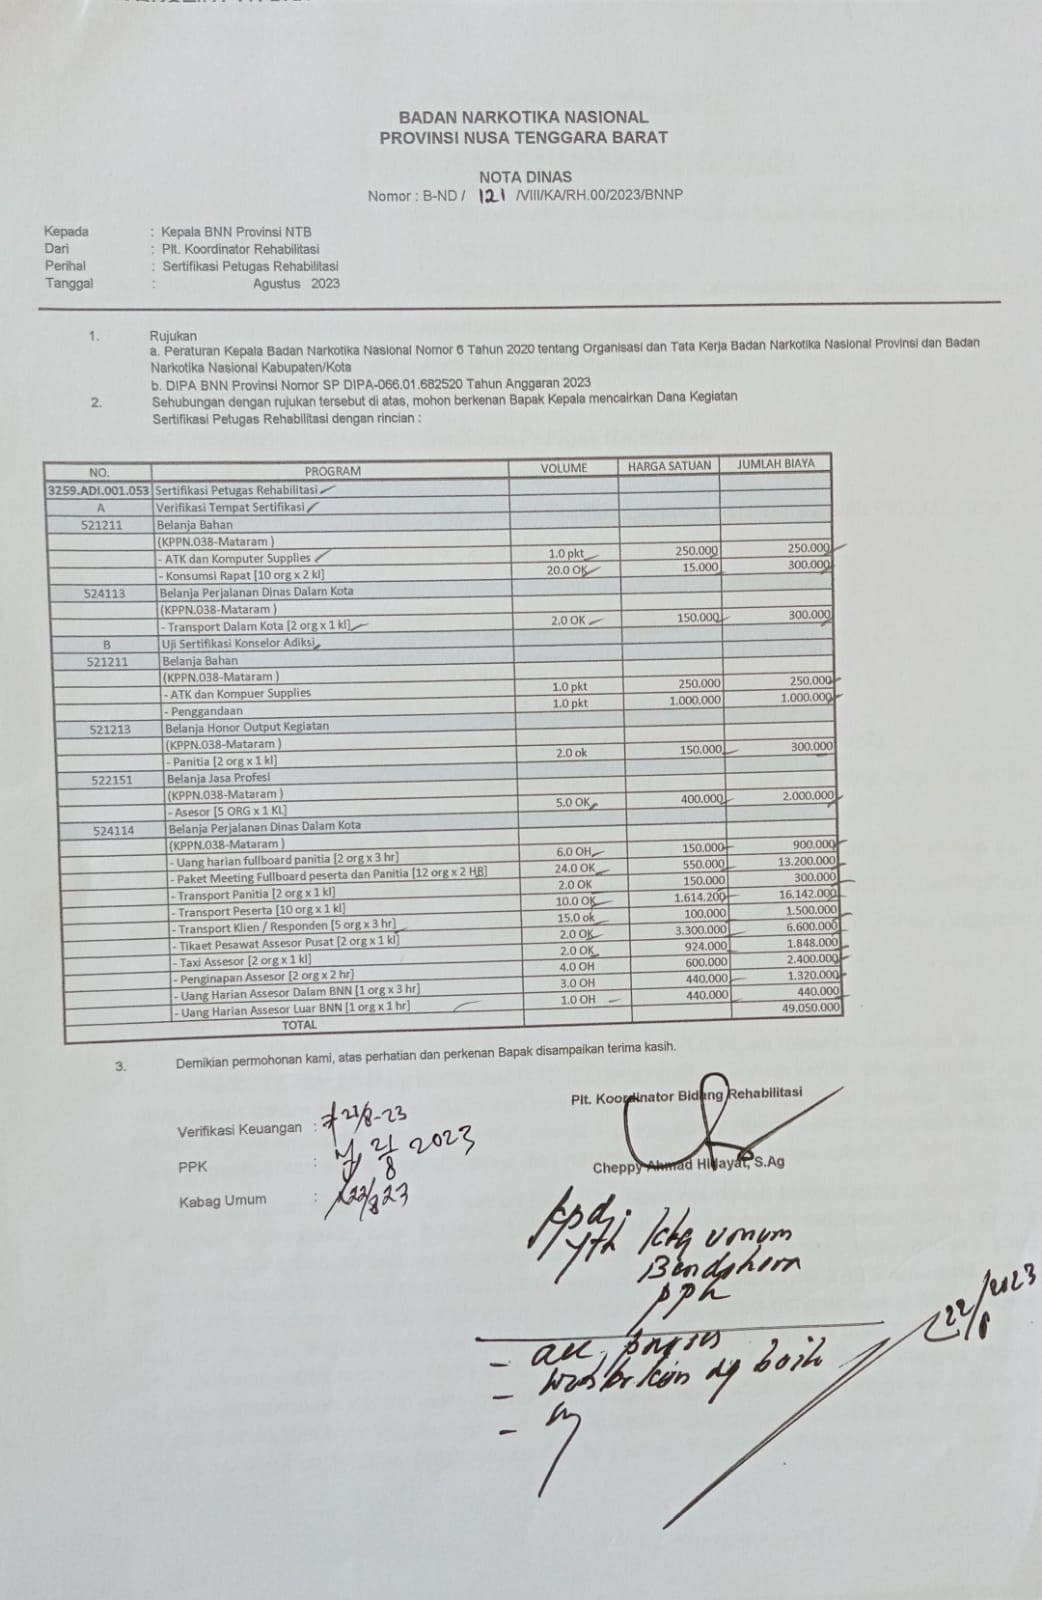 BADAN NARKOTIKA NASIONAL
PROVINSI NUSA TENGGARA BARAT
NOTA DINAS
Nomor : B-ND / 121 /VIII/KA/RH.00/2023/BNNP
Kepada : Kepala BNN Provinsi NTB
Dari : Plt. Koordinator Rehabilitasi
Perihal : Sertifikasi Petugas Rehabilitasi
Tanggal : Agustus 2023
1. Rujukan
a. Peraturan Kepala Badan Narkotika Nasional Nomor 6 Tahun 2020 tentang Organisasi dan Tata Kerja Badan Narkotika Nasional Provinsi dan Badan
Narkotika Nasional Kabupaten/Kota
b. DIPA BNN Provinsi Nomor SP DIPA-066.01.682520 Tahun Anggaran 2023
2. Sehubungan dengan rujukan tersebut di atas, mohon berkenan Bapak Kepala mencairkan Dana Kegiatan
Sertifikasi Petugas Rehabilitasi dengan rincian :
NO. PROGRAM VOLUME HARGA SATUAN JUMLAH BIAYA
3259.ADI.001.053 Sertifikasi Petugas Rehabilitasi
A Verifikasi Tempat Sertifikasi
521211 Belanja Bahan
(KPPN.038-Mataram )
- ATK dan Komputer Supplies 1.0 pkt 250.000 250.000
- Konsumsi Rapat [10 org x 2 kl] 20.0 OK 15.000 300.000
524113 Belanja Perjalanan Dinas Dalam Kota
(KPPN.038-Mataram )
- Transport Dalam Kota [2 org x 1 kl] 2.0 OK 150.000 300.000
B Uji Sertifikasi Konselor Adiksi
521211 Belanja Bahan
(KPPN.038-Mataram )
- ATK dan Kompuer Supplies 1.0 pkt 250.000 250.000
- Penggandaan 1.0 pkt 1.000.000 1.000.000
521213 Belanja Honor Output Kegiatan
(KPPN.038-Mataram )
- Panitia [2 org x 1 kl] 2.0 ok 150.000 300.000
522151 Belanja Jasa Profesi
(KPPN.038-Mataram )
- Asesor [5 ORG x 1 KL] 5.0 OK 400.000 2.000.000
524114 Belanja Perjalanan Dinas Dalam Kota
(KPPN.038-Mataram )
- Uang harian fullboard panitia [2 org x 3 hr] 6.0 OH 150.000 900.000
- Paket Meeting Fullboard peserta dan Panitia [12 org x 2 HB] 24.0 OK 550.000 13.200.000
- Transport Panitia [2 org x 1 kl] 2.0 OK 150.000 300.000
- Transport Peserta [10 org x 1 kl] 10.0 OK 1.614.200 16.142.000
- Transport Klien / Responden [5 org x 3 hr] 15.0 ok 100.000 1.500.000
- Tikaet Pesawat Assesor Pusat [2 org x 1 kl] 2.0 OK 3.300.000 6.600.000
- Taxi Assesor [2 org x 1 kl] 2.0 OK 924.000 1.848.000
- Penginapan Assesor [2 org x 2 hr] 4.0 OH 600.000 2.400.000
- Uang Harian Assesor Dalam BNN [1 org x 3 hr] 3.0 OH 440.000 1.320.000
- Uang Harian Assesor Luar BNN [1 org x 1 hr] 1.0 OH 440.000 440.000
TOTAL 49.050.000
3. Demikian permohonan kami, atas perhatian dan perkenan Bapak disampaikan terima kasih.
Plt. Koordinator Bidang Rehabilitasi
Verifikasi Keuangan : 21/8-23
PPK : 21/8 2023
Kabag Umum : 22/8 23
Cheppy Ahmad Hidayat, S.Ag
Kpd.
Yth Kbg Umum
Bendahara
PPK
22/8/2023
- acc, proses
- dg baik
-